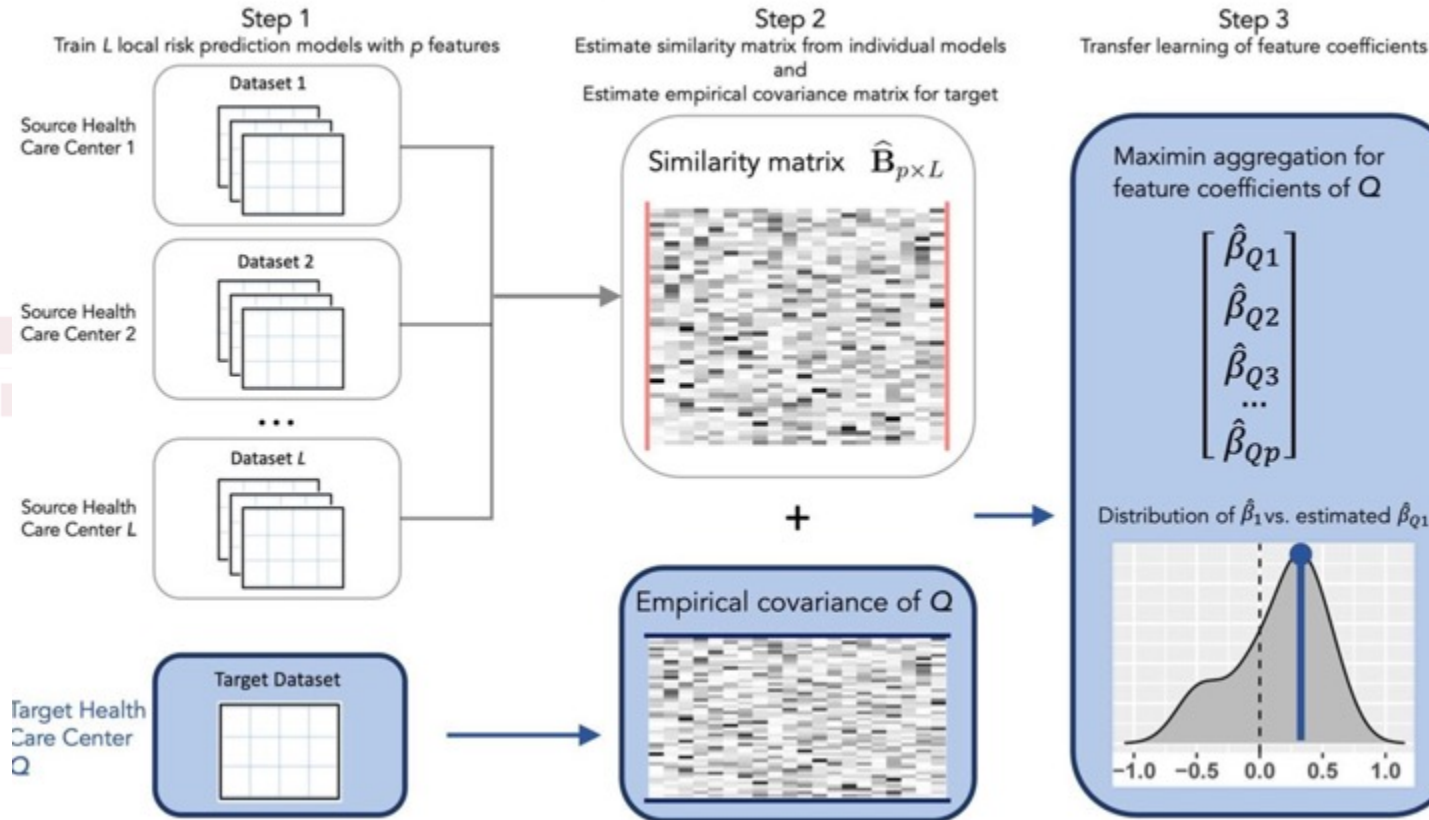 Step 1
Train L local risk prediction models with p features
Source Health
Care Center 1
Dataset 1
Source Health
Care Center 2
Dataset 2
...
Source Health
Care Center L
Dataset L
Target Health
Care Center
Q
Target Dataset
Step 2
Estimate similarity matrix from individual models
and
Estimate empirical covariance matrix for target
Similarity matrix B̂p×L
+
Empirical covariance of Q
Step 3
Transfer learning of feature coefficients
Maximin aggregation for
feature coefficients of Q
β̂Q1
β̂Q2
β̂Q3
...
β̂Qp
Distribution of β̂1 vs. estimated β̂Q1
−1.0 −0.5 0.0 0.5 1.0